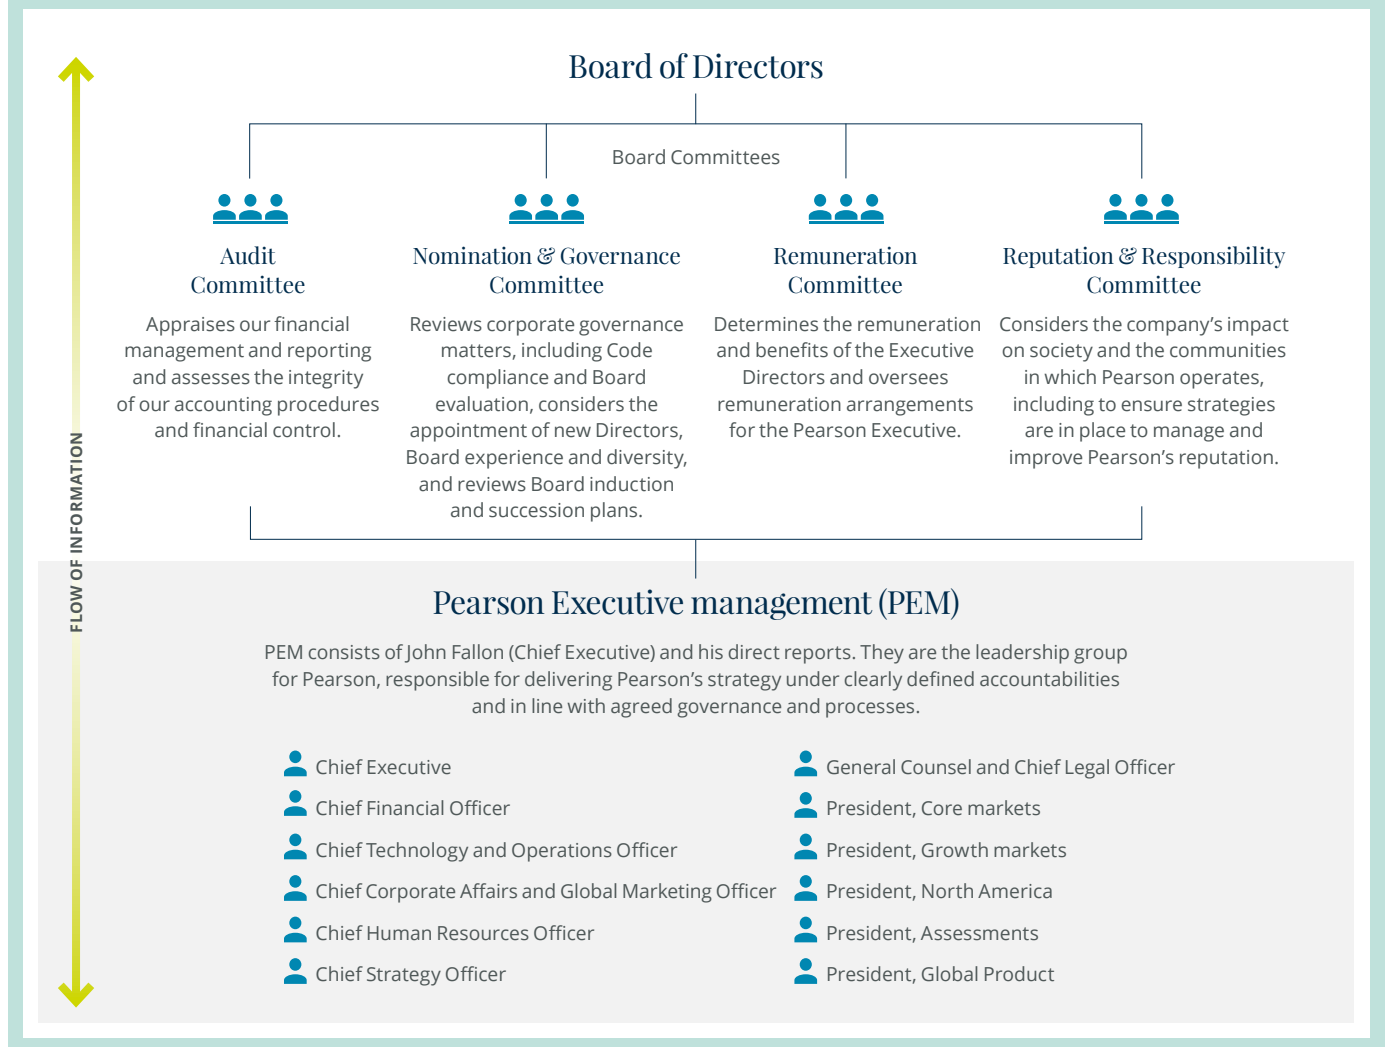 Board of Directors
Board Committees
Audit
Committee
Appraises our financial
management and reporting
and assesses the integrity
of our accounting procedures
and financial control.
Nomination & Governance
Committee
Reviews corporate governance
matters, including Code
compliance and Board
evaluation, considers the
appointment of new Directors,
Board experience and diversity,
and reviews Board induction
and succession plans.
Remuneration
Committee
Determines the remuneration
and benefits of the Executive
Directors and oversees
remuneration arrangements
for the Pearson Executive.
Reputation & Responsibility
Committee
Considers the company’s impact
on society and the communities
in which Pearson operates,
including to ensure strategies
are in place to manage and
improve Pearson’s reputation.
FLOW OF INFORMATION
Pearson Executive management (PEM)
PEM consists of John Fallon (Chief Executive) and his direct reports. They are the leadership group
for Pearson, responsible for delivering Pearson’s strategy under clearly defined accountabilities
and in line with agreed governance and processes.
Chief Executive
Chief Financial Officer
Chief Technology and Operations Officer
Chief Corporate Affairs and Global Marketing Officer
Chief Human Resources Officer
Chief Strategy Officer
General Counsel and Chief Legal Officer
President, Core markets
President, Growth markets
President, North America
President, Assessments
President, Global Product